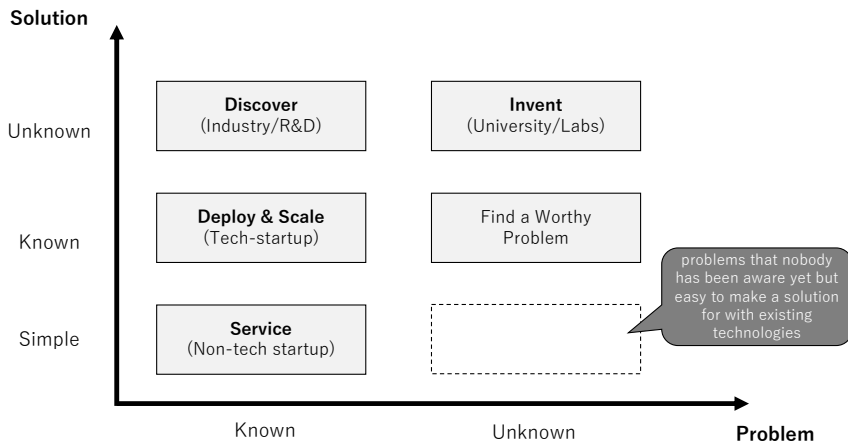 Solution
Unknown
Discover
(Industry/R&D)
Invent
(University/Labs)
Known
Deploy & Scale
(Tech-startup)
Find a Worthy
Problem
problems that nobody
has been aware yet but
easy to make a solution
for with existing
technologies
Simple
Service
(Non-tech startup)
Known
Unknown
Problem